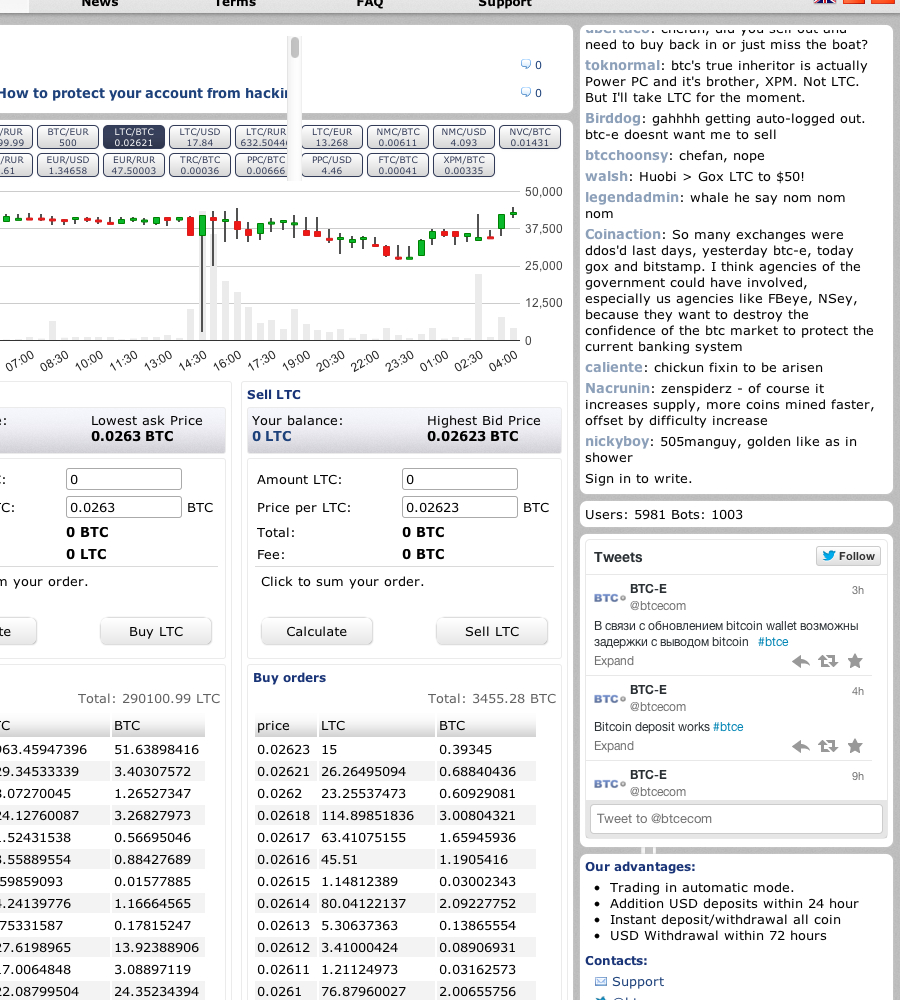 News Terms FAQ Support
0
How to protect your account from
0
/RUR BTC/EUR LTC/BTC LTC/USD LTC/RUR LTC/EUR NMC/BTC NMC/USD NVC/BTC
99.99 500 0.02621 17.84 632.5044 13.268 0.00611 4.093 0.01431
/RUR EUR/USD EUR/RUR TRC/BTC PPC/BTC PPC/USD FTC/BTC XPM/BTC
.61 1.34658 47.50003 0.00036 0.00666 4.46 0.00041 0.00335
50,000
37,500
25,000
12,500
0
07:00 08:30 10:00 11:30 13:00 14:30 16:00 17:30 19:00 20:30 22:00 23:30 01:00 02:30 04:00
Lowest ask Price
0.0263 BTC
C: 0
TC: 0.0263 BTC
0 BTC
0 LTC
m your order.
te Buy LTC
Total: 290100.99 LTC
TC BTC
963.45947396 51.63898416
29.34533339 3.40307572
8.07270045 1.26527347
24.12760087 3.26827973
.52431538 0.56695046
3.55889554 0.88427689
59859093 0.01577885
4.24139776 1.16664565
75331587 0.17815247
27.6198965 13.92388906
17.0064848 3.08897119
22.08799504 24.35234394
Sell LTC
Your balance: Highest Bid Price
0 LTC 0.02623 BTC
Amount LTC: 0
Price per LTC: 0.02623 BTC
Total: 0 BTC
Fee: 0 BTC
Click to sum your order.
Calculate Sell LTC
Buy orders
Total: 3455.28 BTC
price LTC BTC
0.02623 15 0.39345
0.02621 26.26495094 0.68840436
0.0262 23.25537473 0.60929081
0.02618 114.89851836 3.00804321
0.02617 63.41075155 1.65945936
0.02616 45.51 1.1905416
0.02615 1.14812389 0.03002343
0.02614 80.04122137 2.09227752
0.02613 5.30637363 0.13865554
0.02612 3.41000424 0.08906931
0.02611 1.21124973 0.03162573
0.0261 76.87960027 2.00655756
chefan, did you sell out and
need to buy back in or just miss the boat?
toknormal: btc's true inheritor is actually
Power PC and it's brother, XPM. Not LTC.
But I'll take LTC for the moment.
Birddog: gahhhh getting auto-logged out.
btc-e doesnt want me to sell
btcchoonsy: chefan, nope
walsh: Huobi > Gox LTC to $50!
legendadmin: whale he say nom nom
nom
Coinaction: So many exchanges were
ddos'd last days, yesterday btc-e, today
gox and bitstamp. I think agencies of the
government could have involved,
especially us agencies like FBeye, NSey,
because they want to destroy the
confidence of the btc market to protect the
current banking system
caliente: chickun fixin to be arisen
Nacrunin: zenspiderz - of course it
increases supply, more coins mined faster,
offset by difficulty increase
nickyboy: 505manguy, golden like as in
shower
Sign in to write.
Users: 5981 Bots: 1003
Tweets Follow
BTC BTC-E 3h
@btcecom
В связи с обновлением bitcoin wallet возможны
задержки с выводом bitcoin #btce
Expand
BTC BTC-E 4h
@btcecom
Bitcoin deposit works #btce
Expand
BTC BTC-E 9h
@btcecom
Tweet to @btcecom
Our advantages:
• Trading in automatic mode.
• Addition USD deposits within 24 hour
• Instant deposit/withdrawal all coin
• USD Withdrawal within 72 hours
Contacts:
Support